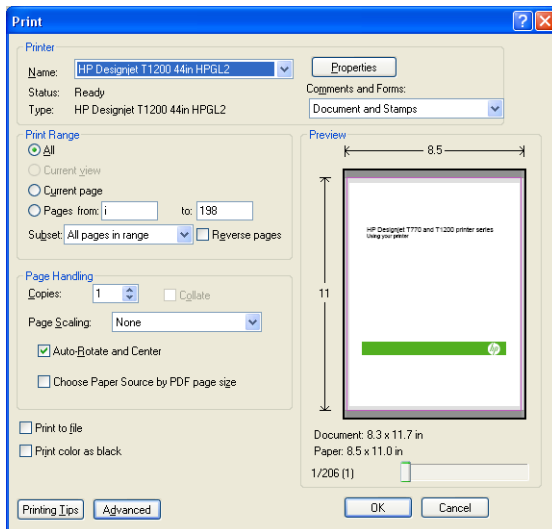 Print
Printer
Name: HP Designjet T1200 44in HPGL2 Properties
Status: Ready Comments and Forms:
Type: HP Designjet T1200 44in HPGL2 Document and Stamps
Print Range
All
Current view
Current page
Pages from: i to: 198
Subset: All pages in range Reverse pages
Page Handling
Copies: 1 Collate
Page Scaling: None
Auto-Rotate and Center
Choose Paper Source by PDF page size
Print to file
Print color as black
Preview
8.5
11
HP Designjet T770 and T1200 printer series
Using your printer
hp
Document: 8.3 x 11.7 in
Paper: 8.5 x 11.0 in
1/206 (1)
Printing Tips Advanced OK Cancel